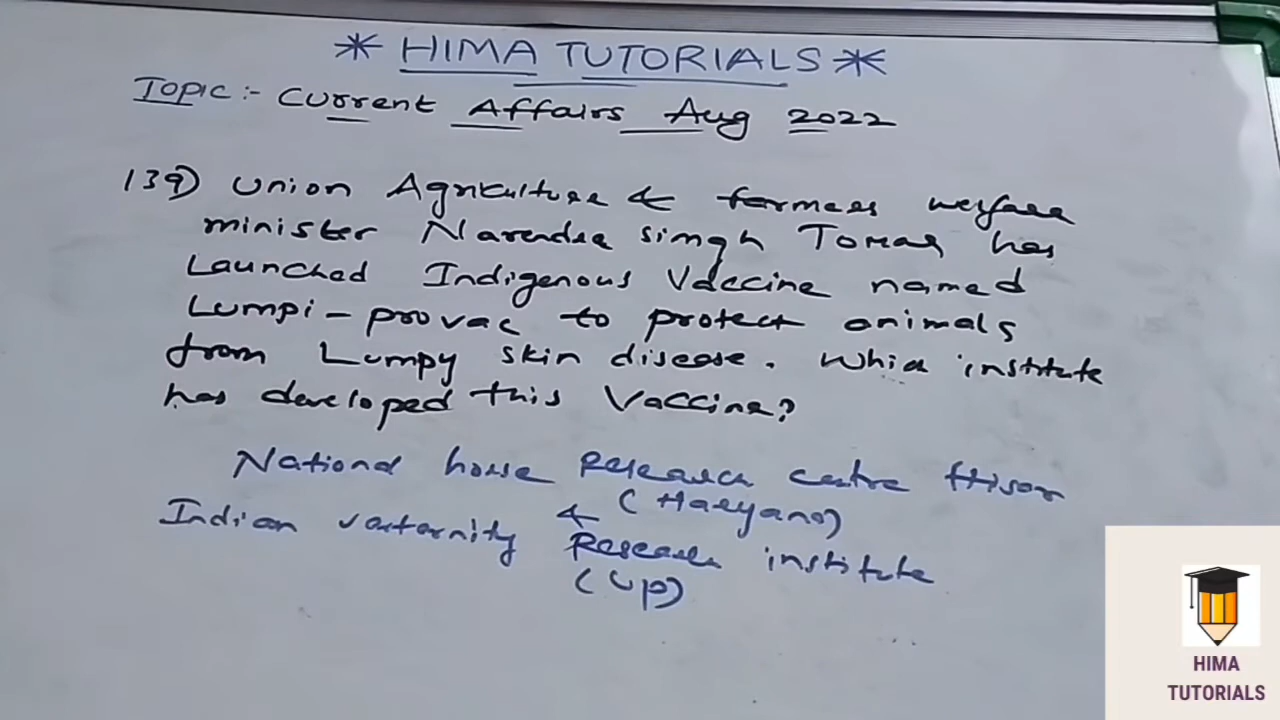 * HIMA TUTORIALS *
Topic:- Current Affairs Aug 2022
139) Union Agriculture & farmers welfare
minister Narendra Singh Tomar has
Launched Indigenous Vaccine named
Lumpi-provac to protect animals
from Lumpy skin disease. Which institute
has developed this Vaccine?
National horse Research centre Hisar
(Haryana)
&
Indian vaternity Research institute
(UP)
HIMA
TUTORIALS